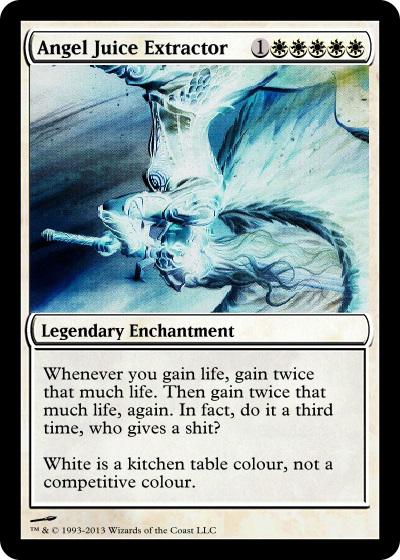 Angel Juice Extractor 1
Legendary Enchantment
Whenever you gain life, gain twice
that much life. Then gain twice that
much life, again. In fact, do it a third
time, who gives a shit?
White is a kitchen table colour, not a
competitive colour.
™ & © 1993-2013 Wizards of the Coast LLC